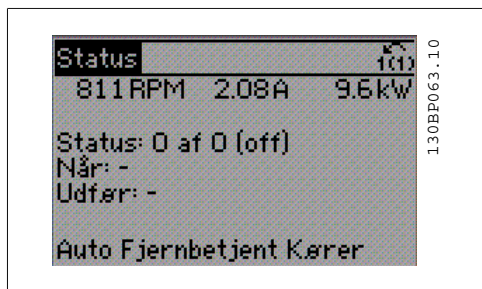 Status 1(1)
811RPM 2.08A 9.6kW
Status: 0 af 0 (off)
Når: -
Udfør: -
Auto Fjernbetjent Kører
130BP063.10